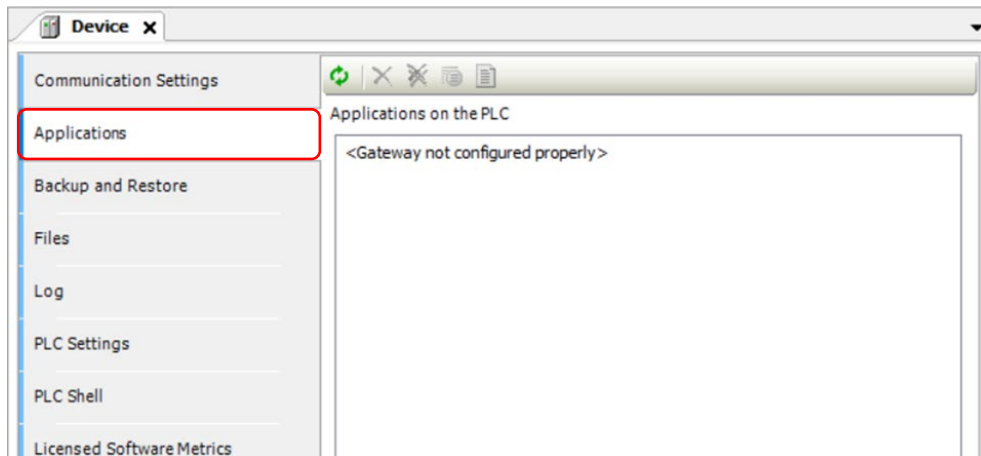 Device
Communication Settings
Applications
Backup and Restore
Files
Log
PLC Settings
PLC Shell
Licensed Software Metrics
Applications on the PLC
<Gateway not configured properly>